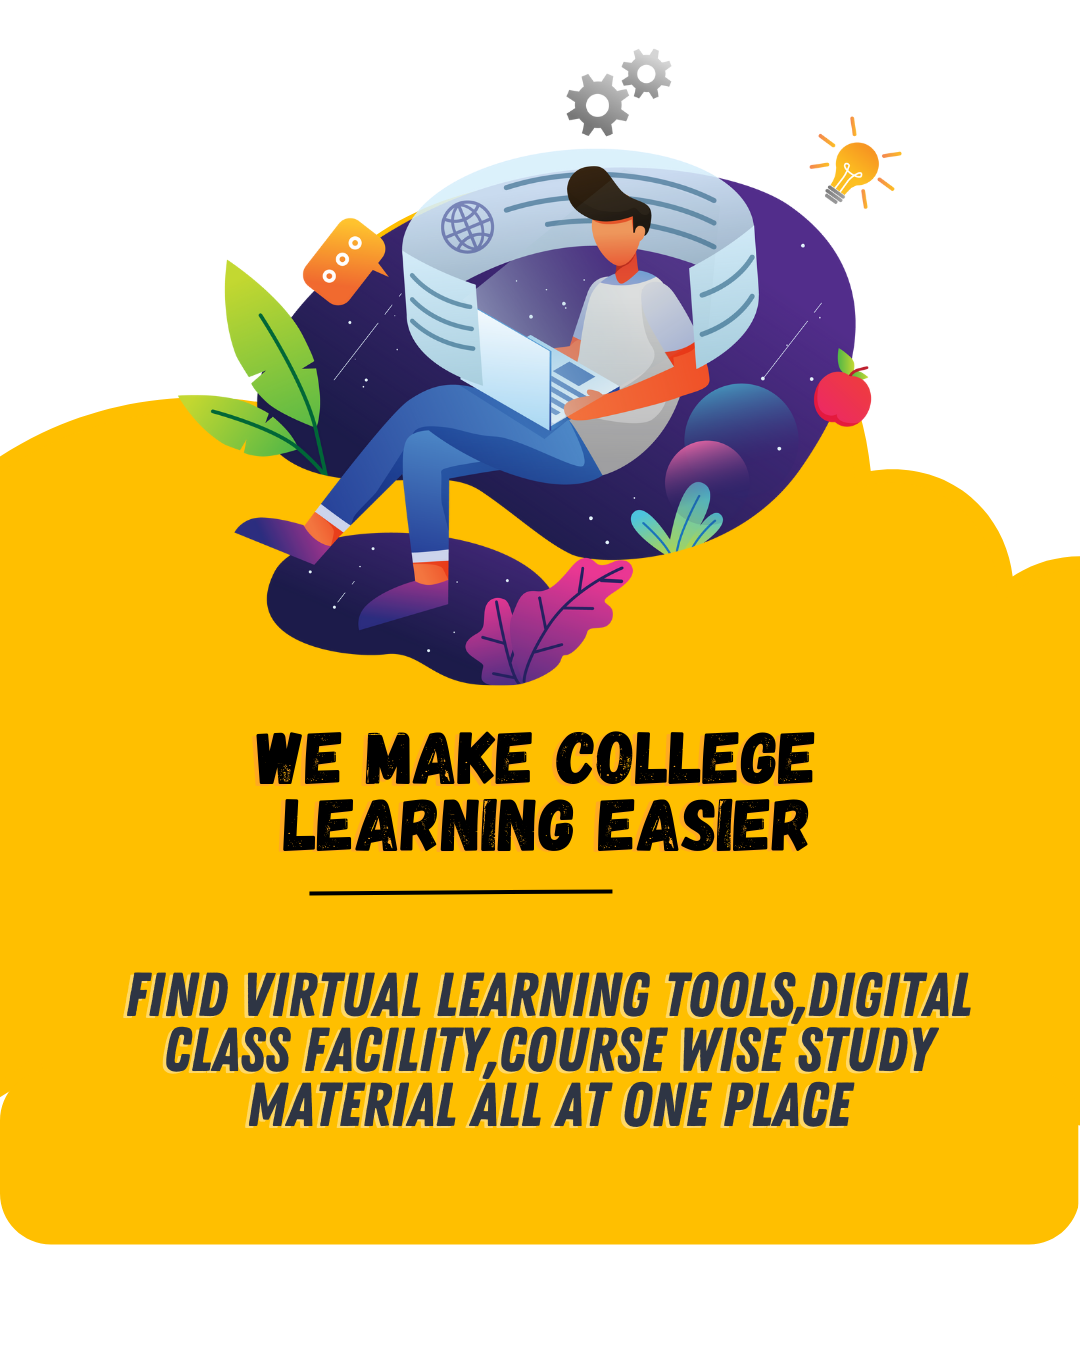 WE MAKE COLLEGE
LEARNING EASIER
FIND VIRTUAL LEARNING TOOLS,DIGITAL
CLASS FACILITY,COURSE WISE STUDY
MATERIAL ALL AT ONE PLACE